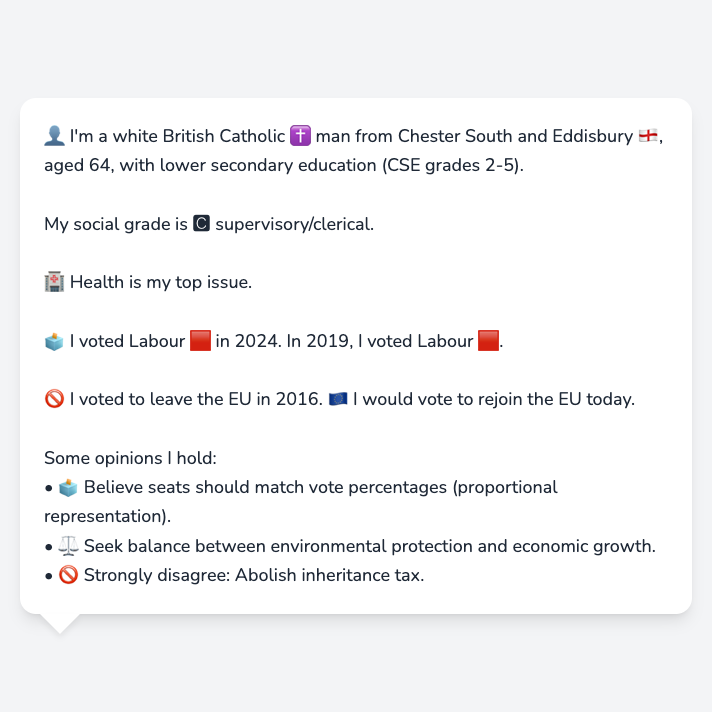 👤 I'm a white British Catholic ✝️ man from Chester South and Eddisbury 🏴󠁧󠁢󠁥󠁮󠁧󠁿,
aged 64, with lower secondary education (CSE grades 2-5).
My social grade is 🅲 supervisory/clerical.
🏥 Health is my top issue.
🗳️ I voted Labour 🟥 in 2024. In 2019, I voted Labour 🟥.
🚫 I voted to leave the EU in 2016. 🇪🇺 I would vote to rejoin the EU today.
Some opinions I hold:
• 🗳️ Believe seats should match vote percentages (proportional
representation).
• ⚖️ Seek balance between environmental protection and economic growth.
• 🚫 Strongly disagree: Abolish inheritance tax.